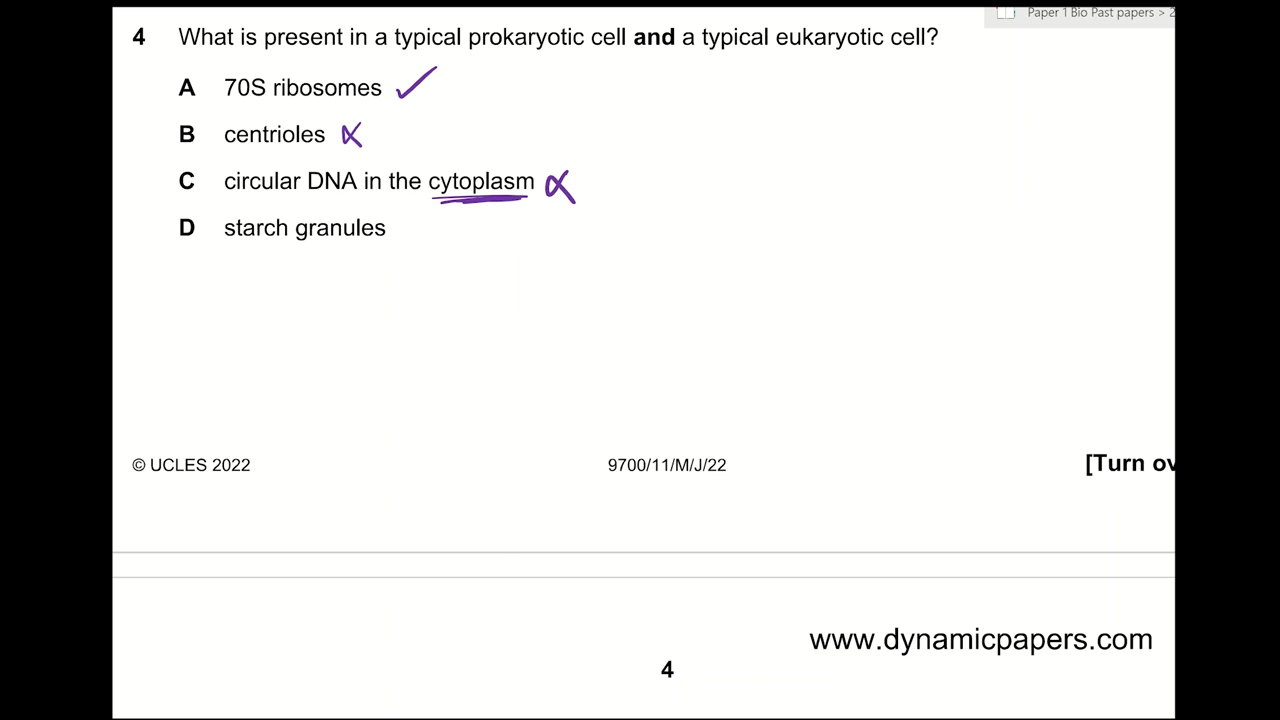 Paper 1 Bio Past papers > 2
4 What is present in a typical prokaryotic cell and a typical eukaryotic cell?
A 70S ribosomes
B centrioles
C circular DNA in the cytoplasm
D starch granules
© UCLES 2022 9700/11/M/J/22 [Turn ov
www.dynamicpapers.com
4